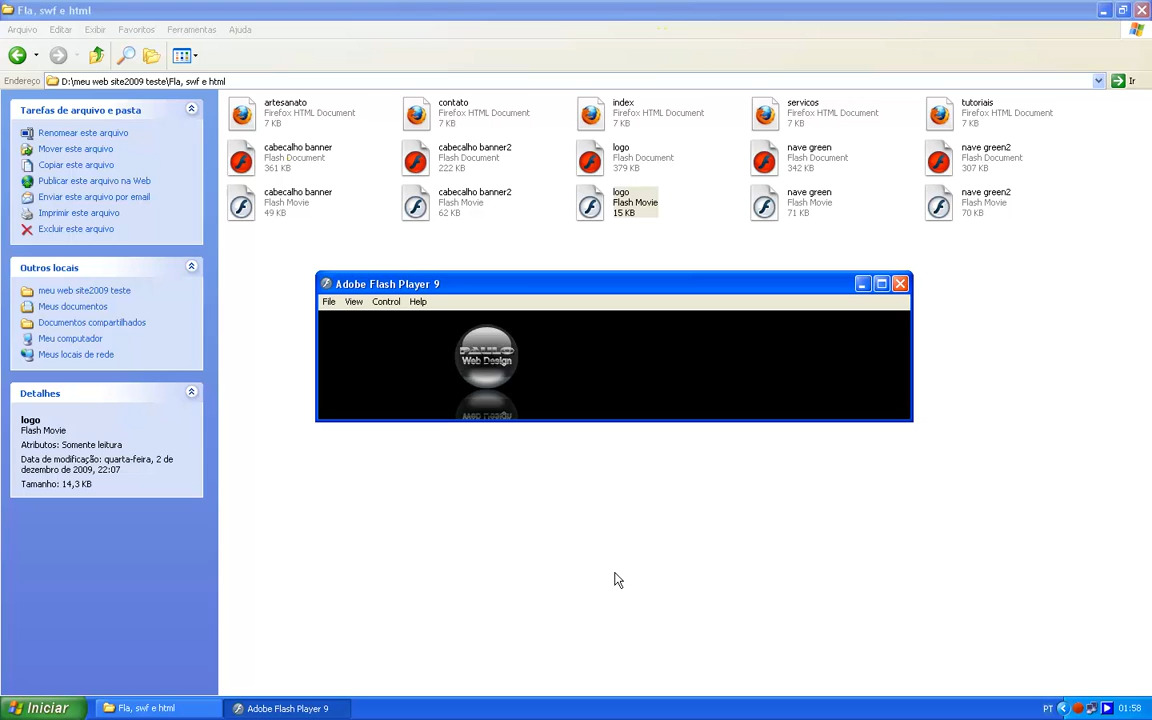 Fla, swf e html
Arquivo Editar Exibir Favoritos Ferramentas Ajuda
Endereço D:\meu web site2009 teste\Fla, swf e html Ir
Tarefas de arquivo e pasta
Renomear este arquivo
Mover este arquivo
Copiar este arquivo
Publicar este arquivo na Web
Enviar este arquivo por email
Imprimir este arquivo
Excluir este arquivo
Outros locais
meu web site2009 teste
Meus documentos
Documentos compartilhados
Meu computador
Meus locais de rede
Detalhes
logo
Flash Movie
Atributos: Somente leitura
Data de modificação: quarta-feira, 2 de
dezembro de 2009, 22:07
Tamanho: 14,3 KB
artesanato
Firefox HTML Document
7 KB
contato
Firefox HTML Document
7 KB
index
Firefox HTML Document
7 KB
servicos
Firefox HTML Document
7 KB
tutoriais
Firefox HTML Document
7 KB
cabecalho banner
Flash Document
361 KB
cabecalho banner2
Flash Document
222 KB
logo
Flash Document
379 KB
nave green
Flash Document
342 KB
nave green2
Flash Document
307 KB
cabecalho banner
Flash Movie
49 KB
cabecalho banner2
Flash Movie
62 KB
logo
Flash Movie
15 KB
nave green
Flash Movie
71 KB
nave green2
Flash Movie
70 KB
Adobe Flash Player 9
File View Control Help
PAULO
Web Design
Web Design
Iniciar Fla, swf e html Adobe Flash Player 9 PT 01:58